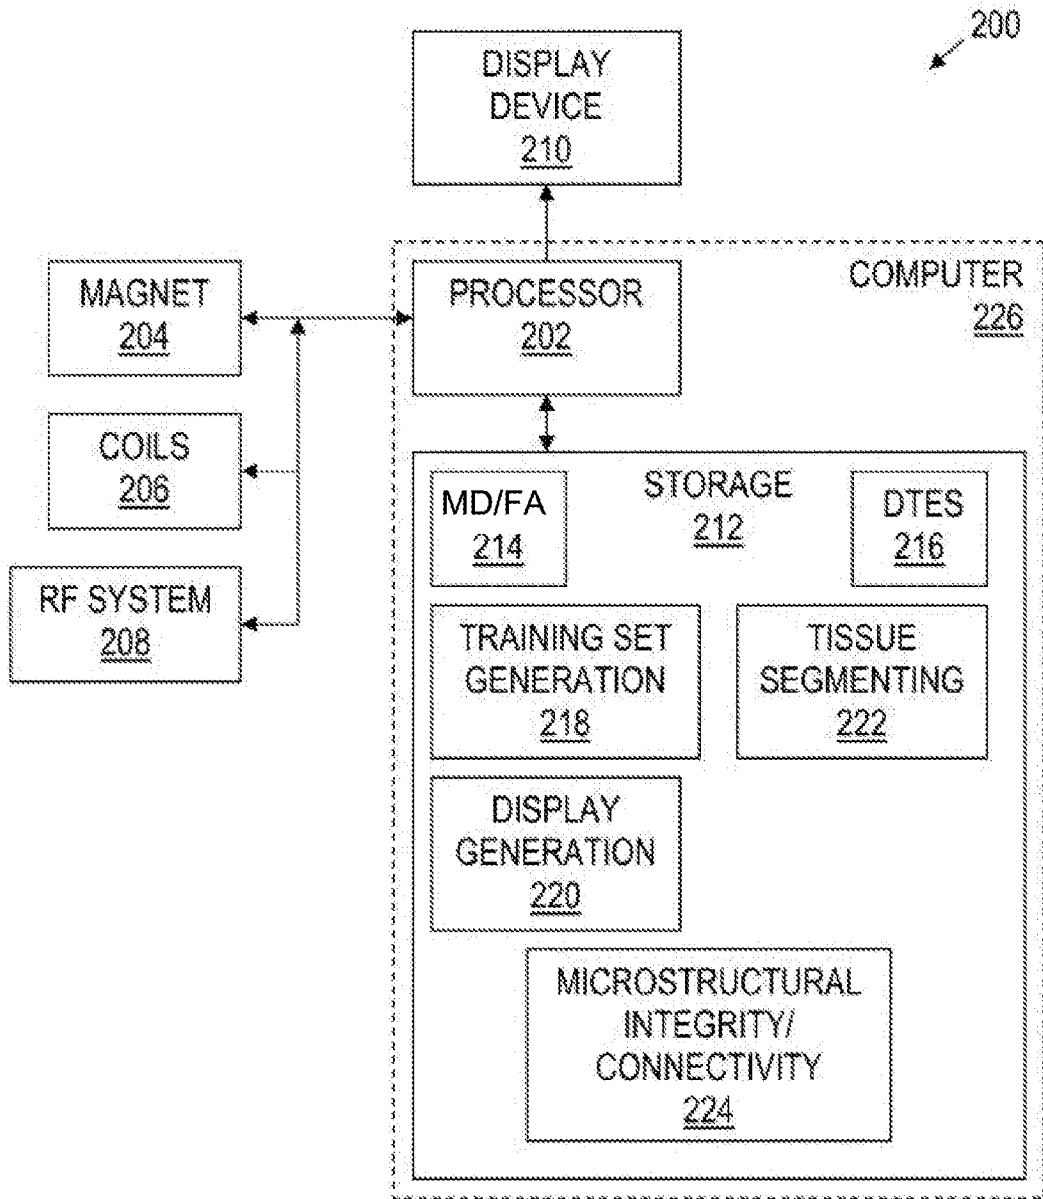 200
DISPLAY
DEVICE
210
MAGNET
204
PROCESSOR
202
COMPUTER
226
COILS
206
RF SYSTEM
208
STORAGE
212
MD/FA
214
DTES
216
TRAINING SET
GENERATION
218
TISSUE
SEGMENTING
222
DISPLAY
GENERATION
220
MICROSTRUCTURAL
INTEGRITY/
CONNECTIVITY
224